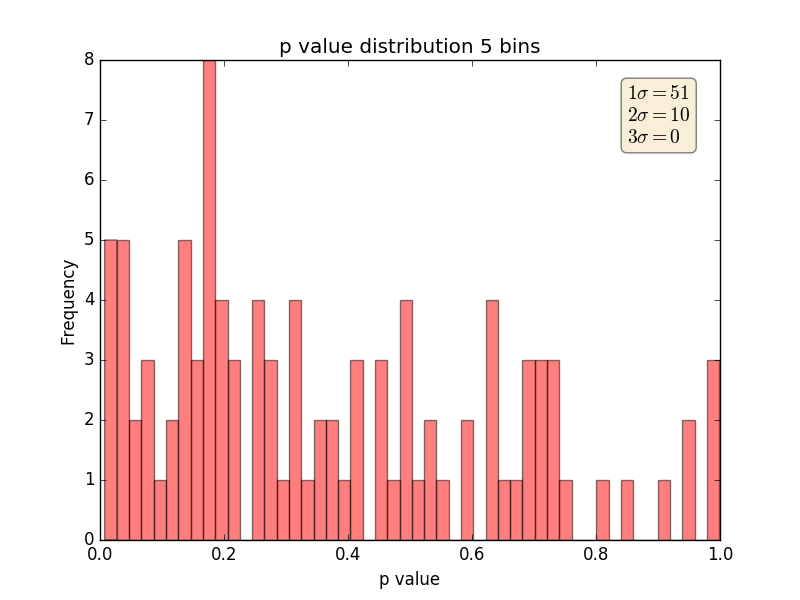 p value distribution 5 bins
8
7
6
5
4
3
2
1
0
Frequency
1σ = 51
2σ = 10
3σ = 0
0.0 0.2 0.4 0.6 0.8 1.0
p value